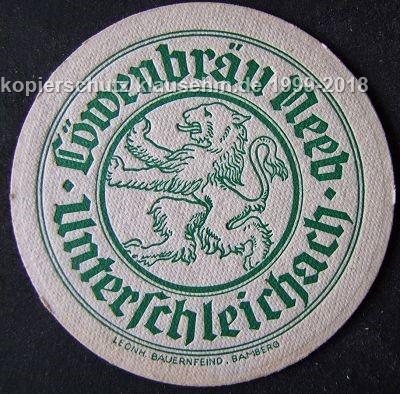 Löwenbräu Neeb
Unterschleichach
LEONH. BAUERNFEIND, BAMBERG
kopierschutz klausehm.de 1999-2018